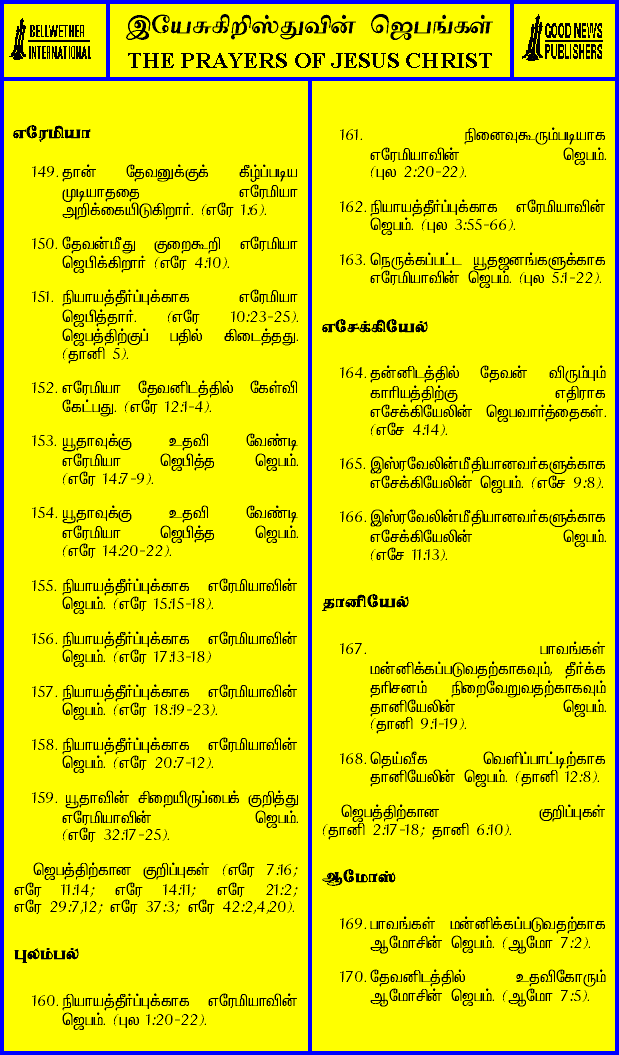 BELLWETHER
INTERNATIONAL
இயேசுகிறிஸ்துவின் ஜெபங்கள்
THE PRAYERS OF JESUS CHRIST
GOOD NEWS
PUBLISHERS
எரேமியா
149. தான் தேவனுக்குக் கீழ்ப்படிய
முடியாததை எரேமியா
அறிக்கையிடுகிறார். (எரே 1:6).
150. தேவன்மீது குறைகூறி எரேமியா
ஜெபிக்கிறார் (எரே 4:10).
151. நியாயத்தீர்ப்புக்காக எரேமியா
ஜெபித்தார். (எரே 10:23-25).
ஜெபத்திற்குப் பதில் கிடைத்தது.
(தானி 5).
152. எரேமியா தேவனிடத்தில் கேள்வி
கேட்பது. (எரே 12:1-4).
153. யூதாவுக்கு உதவி வேண்டி
எரேமியா ஜெபித்த ஜெபம்.
(எரே 14:7-9).
154. யூதாவுக்கு உதவி வேண்டி
எரேமியா ஜெபித்த ஜெபம்.
(எரே 14:20-22).
155. நியாயத்தீர்ப்புக்காக எரேமியாவின்
ஜெபம். (எரே 15:15-18).
156. நியாயத்தீர்ப்புக்காக எரேமியாவின்
ஜெபம். (எரே 17:13-18)
157. நியாயத்தீர்ப்புக்காக எரேமியாவின்
ஜெபம். (எரே 18:19-23).
158. நியாயத்தீர்ப்புக்காக எரேமியாவின்
ஜெபம். (எரே 20:7-12).
159. யூதாவின் சிறையிருப்பைக் குறித்து
எரேமியாவின் ஜெபம்.
(எரே 32:17-25).
ஜெபத்திற்கான குறிப்புகள் (எரே 7:16;
எரே 11:14; எரே 14:11; எரே 21:2;
எரே 29:7,12; எரே 37:3; எரே 42:2,4,20).
புலம்பல்
160. நியாயத்தீர்ப்புக்காக எரேமியாவின்
ஜெபம். (புல 1:20-22).
161. நினைவுகூரும்படியாக
எரேமியாவின் ஜெபம்.
(புல 2:20-22).
162. நியாயத்தீர்ப்புக்காக எரேமியாவின்
ஜெபம். (புல 3:55-66).
163. நெருக்கப்பட்ட யூதஜனங்களுக்காக
எரேமியாவின் ஜெபம். (புல 5:1-22).
எசேக்கியேல்
164. தன்னிடத்தில் தேவன் விரும்பும்
காரியத்திற்கு எதிராக
எசேக்கியேலின் ஜெபவார்த்தைகள்.
(எசே 4:14).
165. இஸ்ரவேலின்மீதியானவர்களுக்காக
எசேக்கியேலின் ஜெபம். (எசே 9:8).
166. இஸ்ரவேலின்மீதியானவர்களுக்காக
எசேக்கியேலின் ஜெபம்.
(எசே 11:13).
தானியேல்
167. பாவங்கள்
மன்னிக்கப்படுவதற்காகவும், தீர்க்க
தரிசனம் நிறைவேறுவதற்காகவும்
தானியேலின் ஜெபம்.
(தானி 9:1-19).
168. தெய்வீக வெளிப்பாட்டிற்காக
தானியேலின் ஜெபம். (தானி 12:8).
ஜெபத்திற்கான குறிப்புகள்
(தானி 2:17-18; தானி 6:10).
ஆமோஸ்
169. பாவங்கள் மன்னிக்கப்படுவதற்காக
ஆமோசின் ஜெபம். (ஆமோ 7:2).
170. தேவனிடத்தில் உதவிகோரும்
ஆமோசின் ஜெபம். (ஆமோ 7:5).